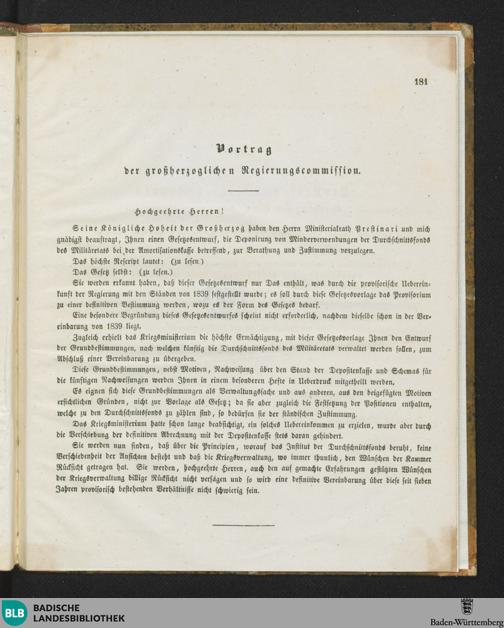 181
Vortrag
der großherzoglichen Regierungscommission.
Hochgeehrte Herren!
Seine Königliche Hoheit der Großherzog haben den Herrn Ministerialrath Prestinari und mich
gnädigst beauftragt, Ihnen einen Gesetzesentwurf, die Deponirung von Minderverwendungen der Durchschnittsfonds
des Militäretats bei der Amortisationskasse betreffend, zur Berathung und Zustimmung vorzulegen.
Das höchste Rescript lautet: (zu lesen.)
Das Gesetz selbst: (zu lesen.)
Sie werden erkannt haben, daß dieser Gesetzesentwurf nur Das enthält, was durch die provisorische Ueberein-
kunft der Regierung mit den Ständen von 1839 festgestellt wurde; es soll durch diese Gesetzesvorlage das Provisorium
zu einer definitiven Bestimmung werden, wozu es der Form des Gesetzes bedarf.
Eine besondere Begründung dieses Gesetzesentwurfes scheint nicht erforderlich, nachdem dieselbe schon in der Ver-
einbarung von 1839 liegt.
Zugleich erhielt das Kriegsministerium die höchste Ermächtigung, mit dieser Gesetzesvorlage Ihnen den Entwurf
der Grundbestimmungen, nach welchen künftig die Durchschnittsfonds des Militäretats verwaltet werden sollen, zum
Abschluß einer Vereinbarung zu übergeben.
Diese Grundbestimmungen, nebst Motiven, Nachweisung über den Stand der Depositenkasse und Schemas für
die künftigen Nachweisungen werden Ihnen in einem besonderen Hefte in Ueberdruck mitgetheilt werden.
Es eignen sich diese Grundbestimmungen als Verwaltungssache und aus anderen, aus den beigefügten Motiven
ersichtlichen Gründen, nicht zur Vorlage als Gesetz; da sie aber zugleich die Festsetzung der Positionen enthalten,
welche zu den Durchschnittsfonds zu zählen sind, so bedürfen sie der ständischen Zustimmung.
Das Kriegsministerium hatte schon lange beabsichtigt, ein solches Uebereinkommen zu erzielen, wurde aber durch
die Verschiebung der definitiven Abrechnung mit der Depositenkasse stets daran gehindert.
Sie werden nun finden, daß über die Principien, worauf das Institut der Durchschnittsfonds beruht, keine
Verschiedenheit der Ansichten besteht und daß die Kriegsverwaltung, wo immer thunlich, den Wünschen der Kammer
Rücksicht getragen hat. Sie werden, hochgeehrte Herren, auch den auf gemachte Erfahrungen gestützten Wünschen
der Kriegsverwaltung billige Rücksicht nicht versagen und so wird eine definitive Vereinbarung über diese seit sieben
Jahren provisorisch bestehenden Verhältnisse nicht schwierig sein.
BLB
BADISCHE
LANDESBIBLIOTHEK
Baden-Württemberg